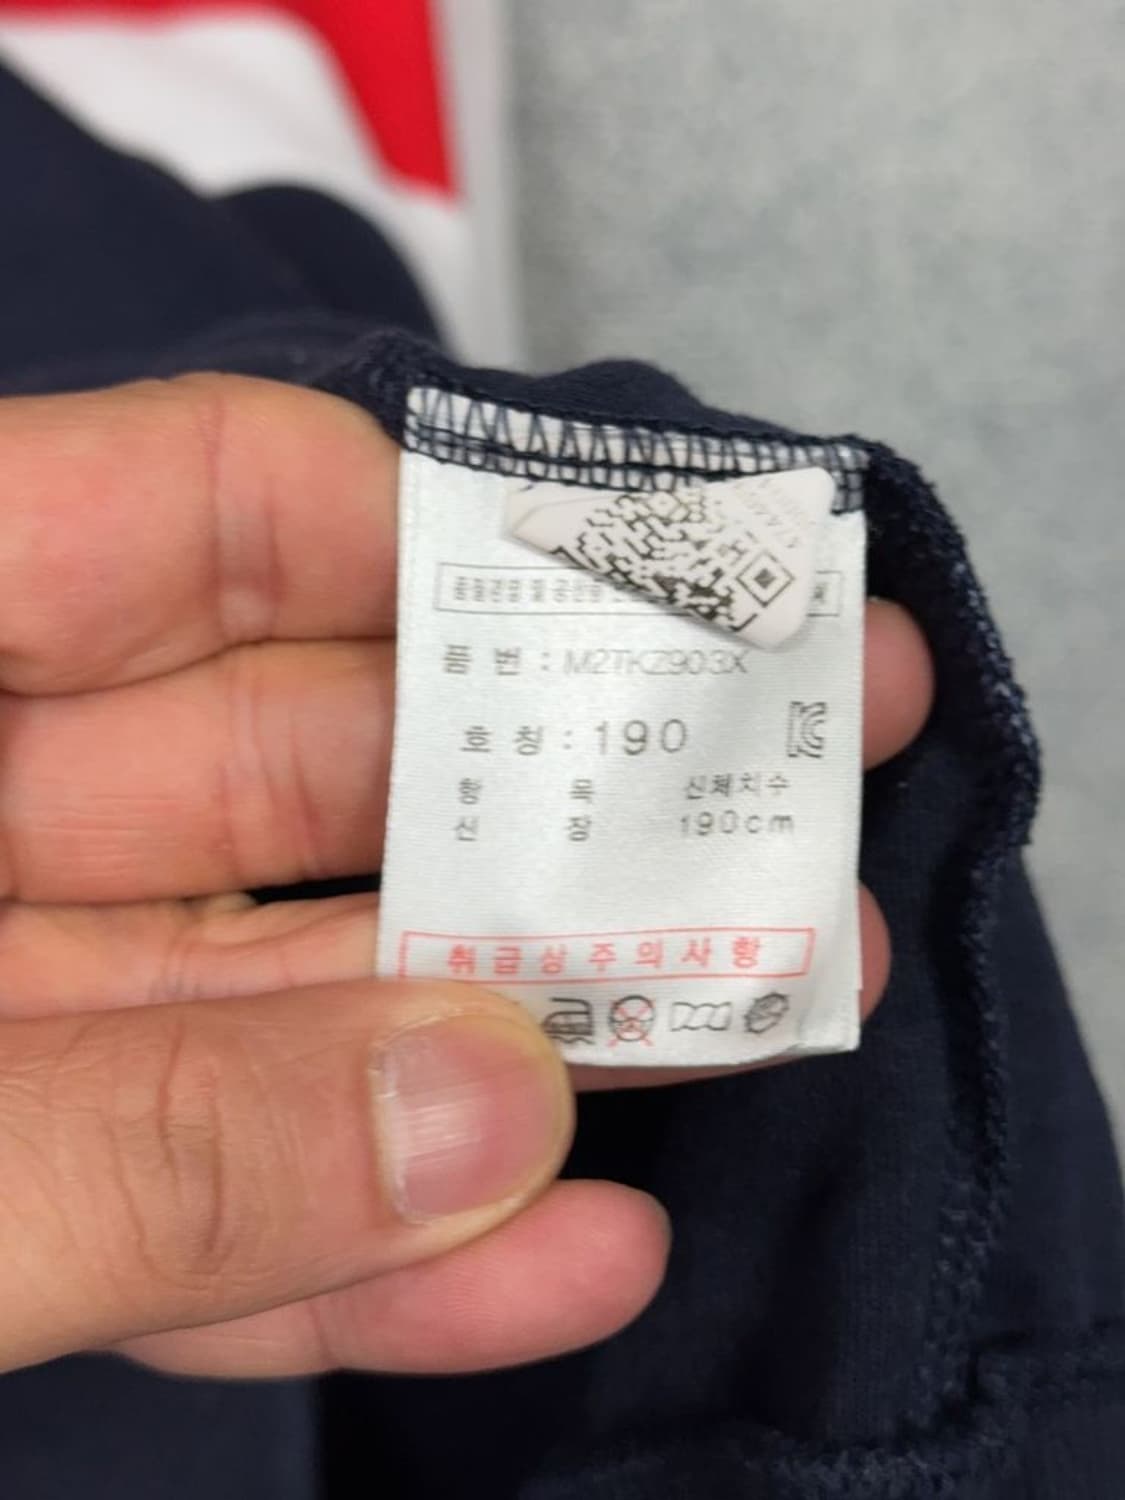 품 번 : M2TKZ903X
호 칭 : 190
항 목 신체치수
신 장 190cm
취급상주의사항